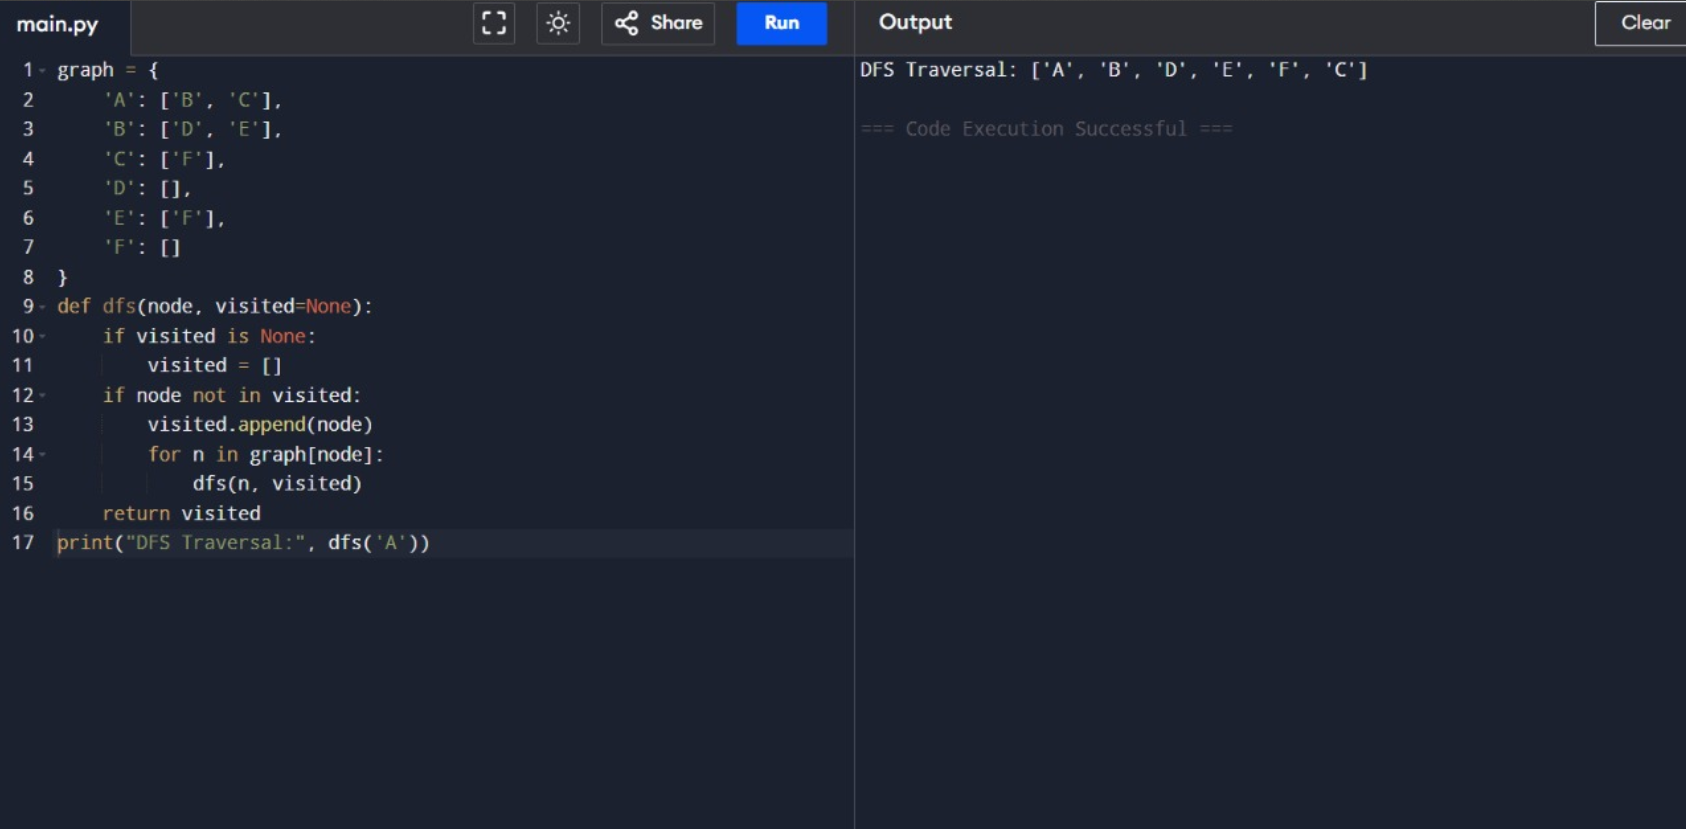 main.py
Share
Run
Output
Clear
1 graph = {
2     'A': ['B', 'C'],
3     'B': ['D', 'E'],
4     'C': ['F'],
5     'D': [],
6     'E': ['F'],
7     'F': []
8 }
9 def dfs(node, visited=None):
10     if visited is None:
11         visited = []
12     if node not in visited:
13         visited.append(node)
14         for n in graph[node]:
15             dfs(n, visited)
16     return visited
17 print("DFS Traversal:", dfs('A'))
DFS Traversal: ['A', 'B', 'D', 'E', 'F', 'C']
=== Code Execution Successful ===